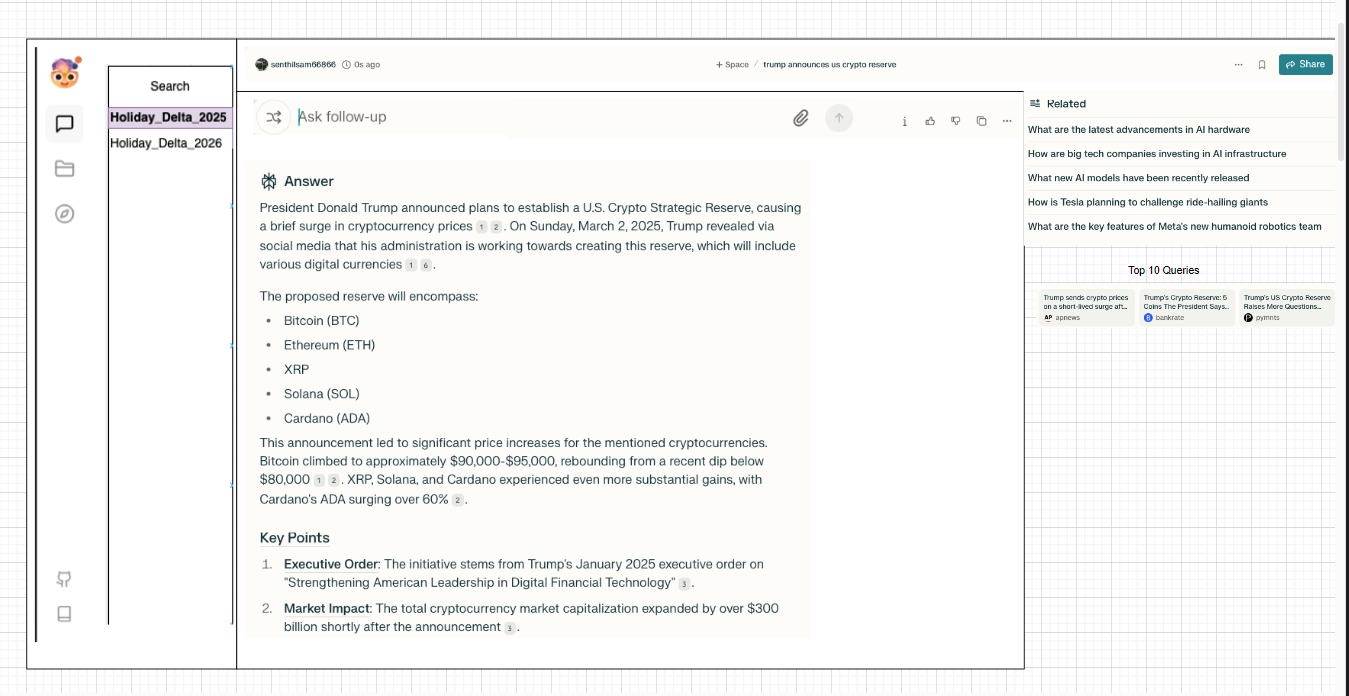 senthilsam66866 0s ago
+ Space / trump announces us crypto reserve
Share
Search
Holiday_Delta_2025
Holiday_Delta_2026
Ask follow-up
Answer
President Donald Trump announced plans to establish a U.S. Crypto Strategic Reserve, causing
a brief surge in cryptocurrency prices 1 2 . On Sunday, March 2, 2025, Trump revealed via
social media that his administration is working towards creating this reserve, which will include
various digital currencies 1 6 .
The proposed reserve will encompass:
• Bitcoin (BTC)
• Ethereum (ETH)
• XRP
• Solana (SOL)
• Cardano (ADA)
This announcement led to significant price increases for the mentioned cryptocurrencies.
Bitcoin climbed to approximately $90,000-$95,000, rebounding from a recent dip below
$80,000 1 2 . XRP, Solana, and Cardano experienced even more substantial gains, with
Cardano's ADA surging over 60% 2 .
Key Points
1. Executive Order: The initiative stems from Trump's January 2025 executive order on
"Strengthening American Leadership in Digital Financial Technology" 3 .
2. Market Impact: The total cryptocurrency market capitalization expanded by over $300
billion shortly after the announcement 3 .
Related
What are the latest advancements in AI hardware
How are big tech companies investing in AI infrastructure
What new AI models have been recently released
How is Tesla planning to challenge ride-hailing giants
What are the key features of Meta's new humanoid robotics team
Top 10 Queries
Trump sends crypto prices
on a short-lived surge aft...
AP apnews
Trump's Crypto Reserve: 5
Coins The President Says...
bankrate
Trump's US Crypto Reserve
Raises More Questions...
pymnts